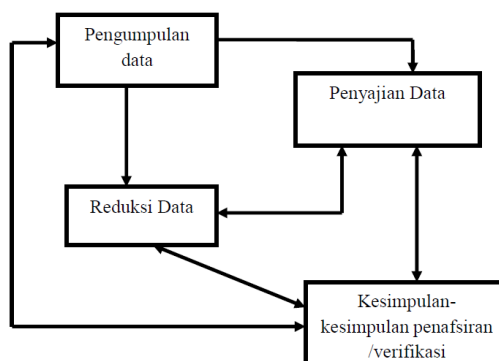 Pengumpulan
data
Penyajian Data
Reduksi Data
Kesimpulan-
kesimpulan penafsiran
/verifikasi